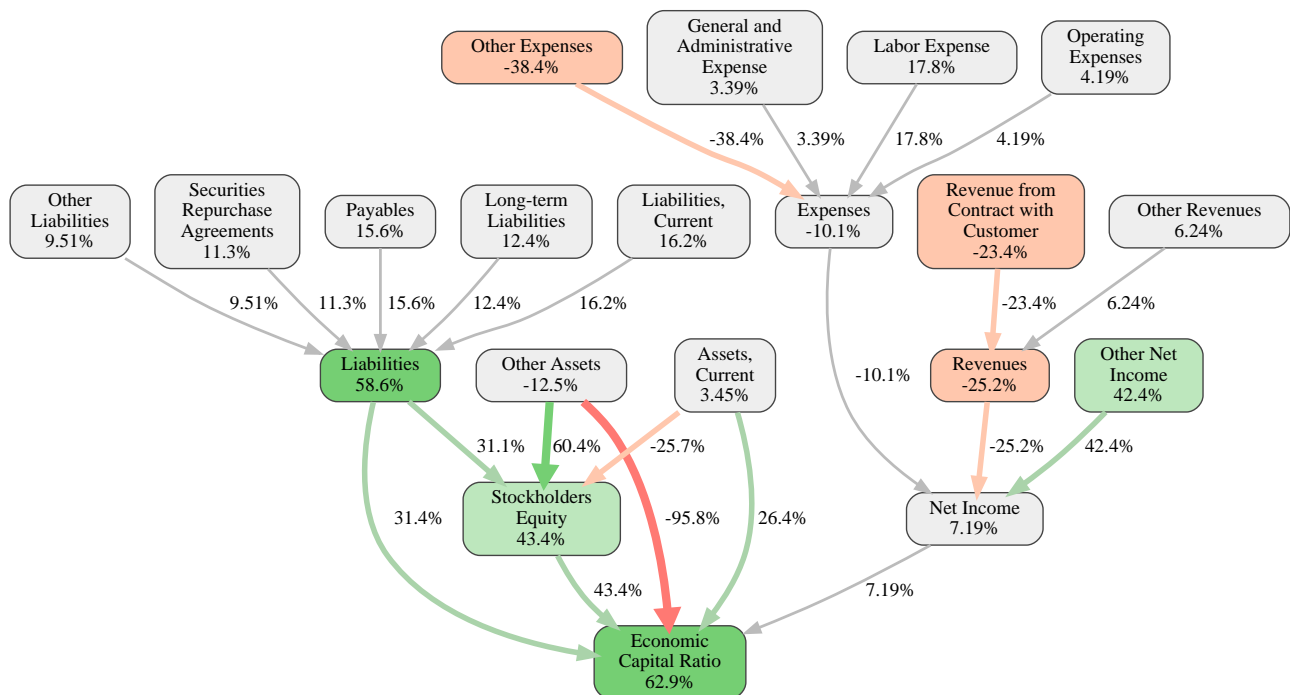 Other Expenses
-38.4%
General and
Administrative
Expense
3.39%
Labor Expense
17.8%
Operating
Expenses
4.19%
-38.4%
3.39%
17.8%
4.19%
Other
Liabilities
9.51%
Securities
Repurchase
Agreements
11.3%
Payables
15.6%
Long-term
Liabilities
12.4%
Liabilities,
Current
16.2%
Expenses
-10.1%
Revenue from
Contract with
Customer
-23.4%
Other Revenues
6.24%
9.51%
11.3%
15.6%
12.4%
16.2%
-23.4%
6.24%
Liabilities
58.6%
Other Assets
-12.5%
Assets,
Current
3.45%
-10.1%
Revenues
-25.2%
Other Net
Income
42.4%
31.1%
60.4%
-25.7%
-25.2%
42.4%
Stockholders
Equity
43.4%
Net Income
7.19%
31.4%
-95.8%
26.4%
43.4%
7.19%
Economic
Capital Ratio
62.9%